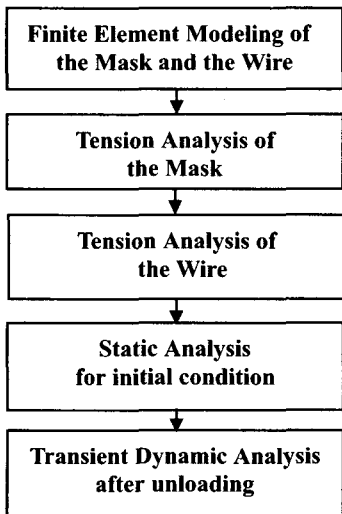 Finite Element Modeling of
the Mask and the Wire
Tension Analysis of
the Mask
Tension Analysis of
the Wire
Static Analysis
for initial condition
Transient Dynamic Analysis
after unloading